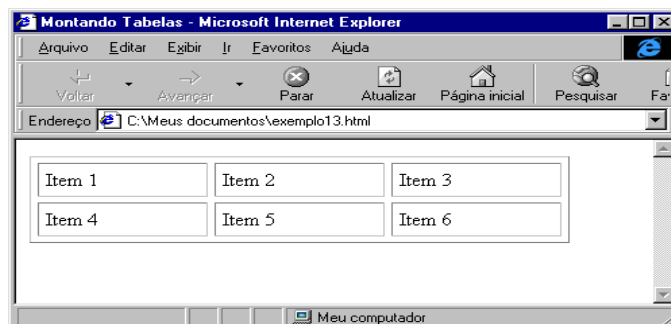 Montando Tabelas - Microsoft Internet Explorer
Arquivo Editar Exibir Ir Favoritos Ajuda
Voltar Avançar Parar Atualizar Página inicial Pesquisar
Endereço C:\Meus documentos\exemplo13.html
Item 1 Item 2 Item 3
Item 4 Item 5 Item 6
Meu computador